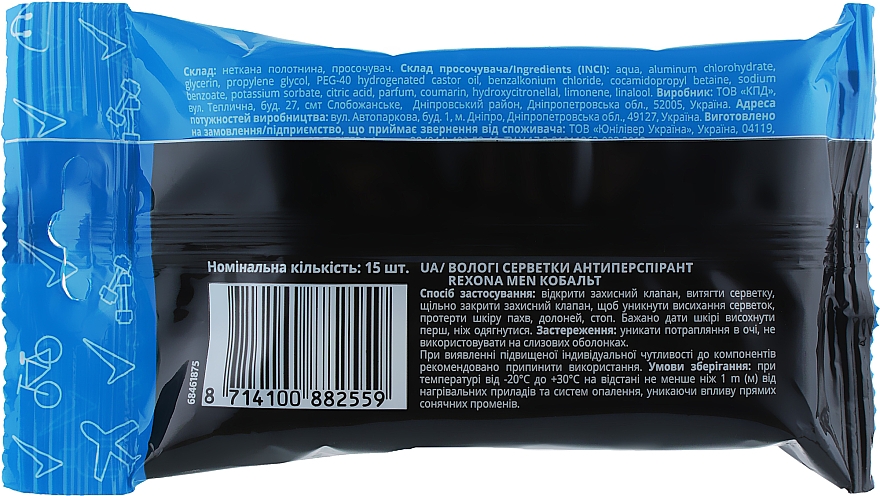 Склад: неткана полотнина, просочувач. Склад просочувача/Ingredients (INCI): aqua, aluminum chlorohydrate,
glycerin, propylene glycol, PEG-40 hydrogenated castor oil, benzalkonium chloride, cocamidopropyl betaine, sodium
benzoate, potassium sorbate, citric acid, parfum, coumarin, hydroxycitronellal, limonene, linalool. Виробник: ТОВ «КПД»,
вул. Теплична, буд. 27, смт Слобожанське, Дніпровський район, Дніпропетровська обл., 52005, Україна. Адреса
потужностей виробництва: вул. Автопаркова, буд. 1, м. Дніпро, Дніпропетровська обл., 49127, Україна. Виготовлено
на замовлення/підприємство, що приймає звернення від споживача: ТОВ «Юнілівер Україна», Україна, 04119,
Номінальна кількість: 15 шт.
68461875
8 714100 882559
UA/ ВОЛОГІ СЕРВЕТКИ АНТИПЕРСПІРАНТ
REXONA MEN КОБАЛЬТ
Спосіб застосування: відкрити захисний клапан, витягти серветку,
щільно закрити захисний клапан, щоб уникнути висихання серветок,
протерти шкіру пахв, долоней, стоп. Бажано дати шкірі висохнути
перш, ніж одягнутися. Застереження: уникати потрапляння в очі, не
використовувати на слизових оболонках.
При виявленні підвищеної індивідуальної чутливості до компонентів
рекомендовано припинити використання. Умови зберігання: при
температурі від -20°С до +30°С на відстані не менше ніж 1 m (м) від
нагрівальних приладів та систем опалення, уникаючи впливу прямих
сонячних променів.